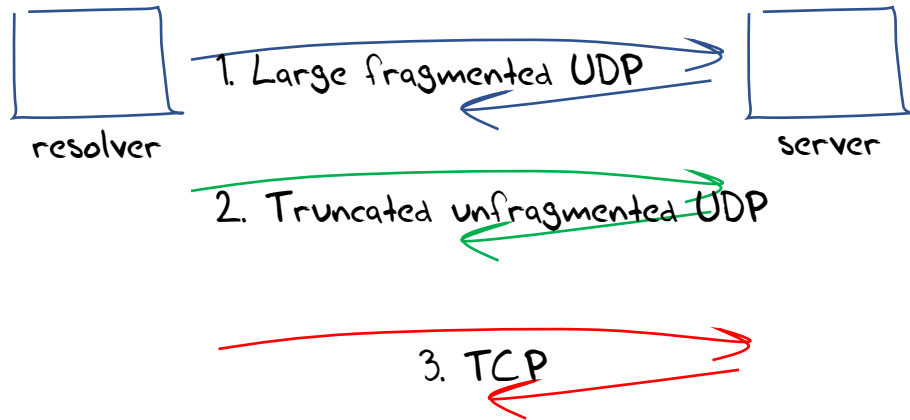 1. Large fragmented UDP
resolver
server
2. Truncated unfragmented UDP
3. TCP